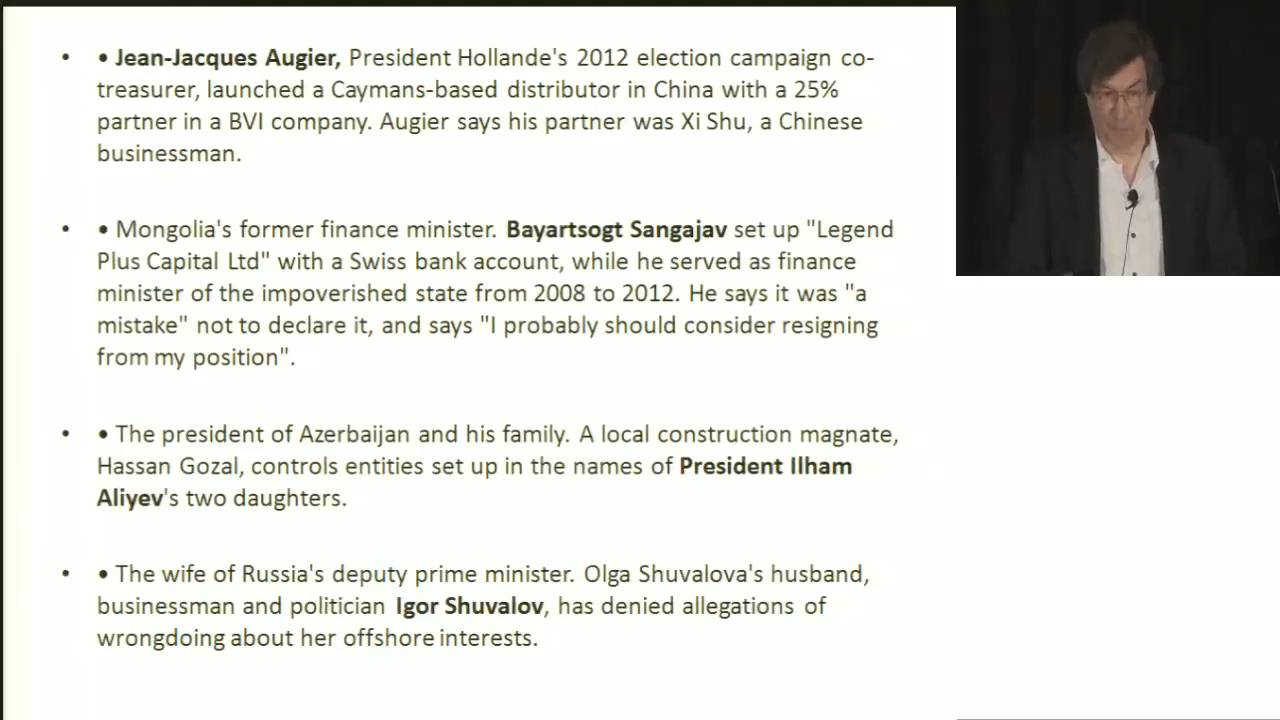 • • Jean-Jacques Augier, President Hollande's 2012 election campaign co-
treasurer, launched a Caymans-based distributor in China with a 25%
partner in a BVI company. Augier says his partner was Xi Shu, a Chinese
businessman.
• • Mongolia's former finance minister. Bayartsogt Sangajav set up "Legend
Plus Capital Ltd" with a Swiss bank account, while he served as finance
minister of the impoverished state from 2008 to 2012. He says it was "a
mistake" not to declare it, and says "I probably should consider resigning
from my position".
• • The president of Azerbaijan and his family. A local construction magnate,
Hassan Gozal, controls entities set up in the names of President Ilham
Aliyev's two daughters.
• • The wife of Russia's deputy prime minister. Olga Shuvalova's husband,
businessman and politician Igor Shuvalov, has denied allegations of
wrongdoing about her offshore interests.